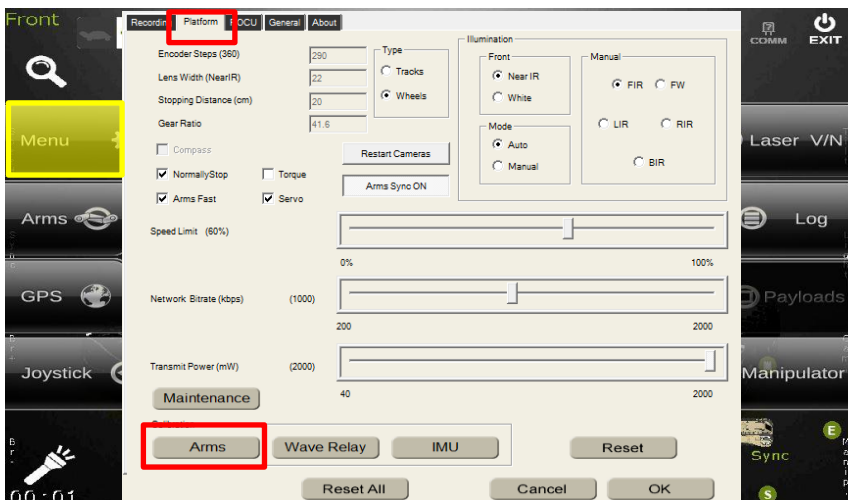 Front
Recording Platform POCU General About
COMM EXIT
Encoder Steps (360) 290
Lens Width (NearIR) 22
Stopping Distance (cm) 20
Gear Ratio 41.6
Type
Tracks
Wheels
Illumination
Front
Near IR
White
Mode
Auto
Manual
Manual
FIR FW
LIR RIR
BIR
Compass
NormallyStop Torque
Arms Fast Servo
Restart Cameras
Arms Sync ON
Speed Limit (60%)
0% 100%
Network Bitrate (kbps) (1000)
200 2000
Transmit Power (mW) (2000)
40 2000
Maintenance
Arms Wave Relay IMU Reset
Reset All Cancel OK
Menu
Arms
GPS
Joystick
00:01
Laser V/N
Log
Payloads
Manipulator
E
Sync
S